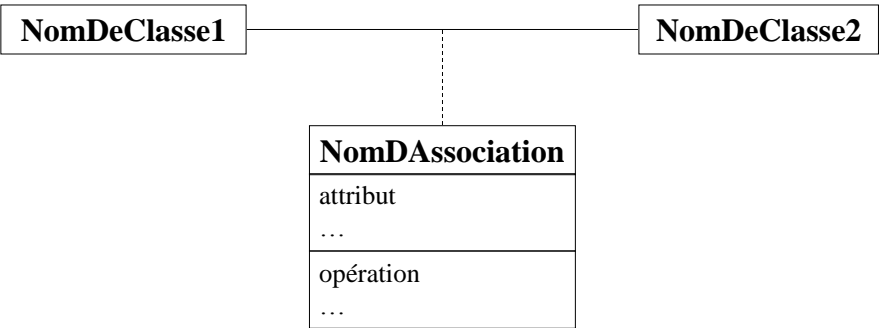 NomDeClasse1
NomDeClasse2
NomDAssociation
attribut
…
opération
…